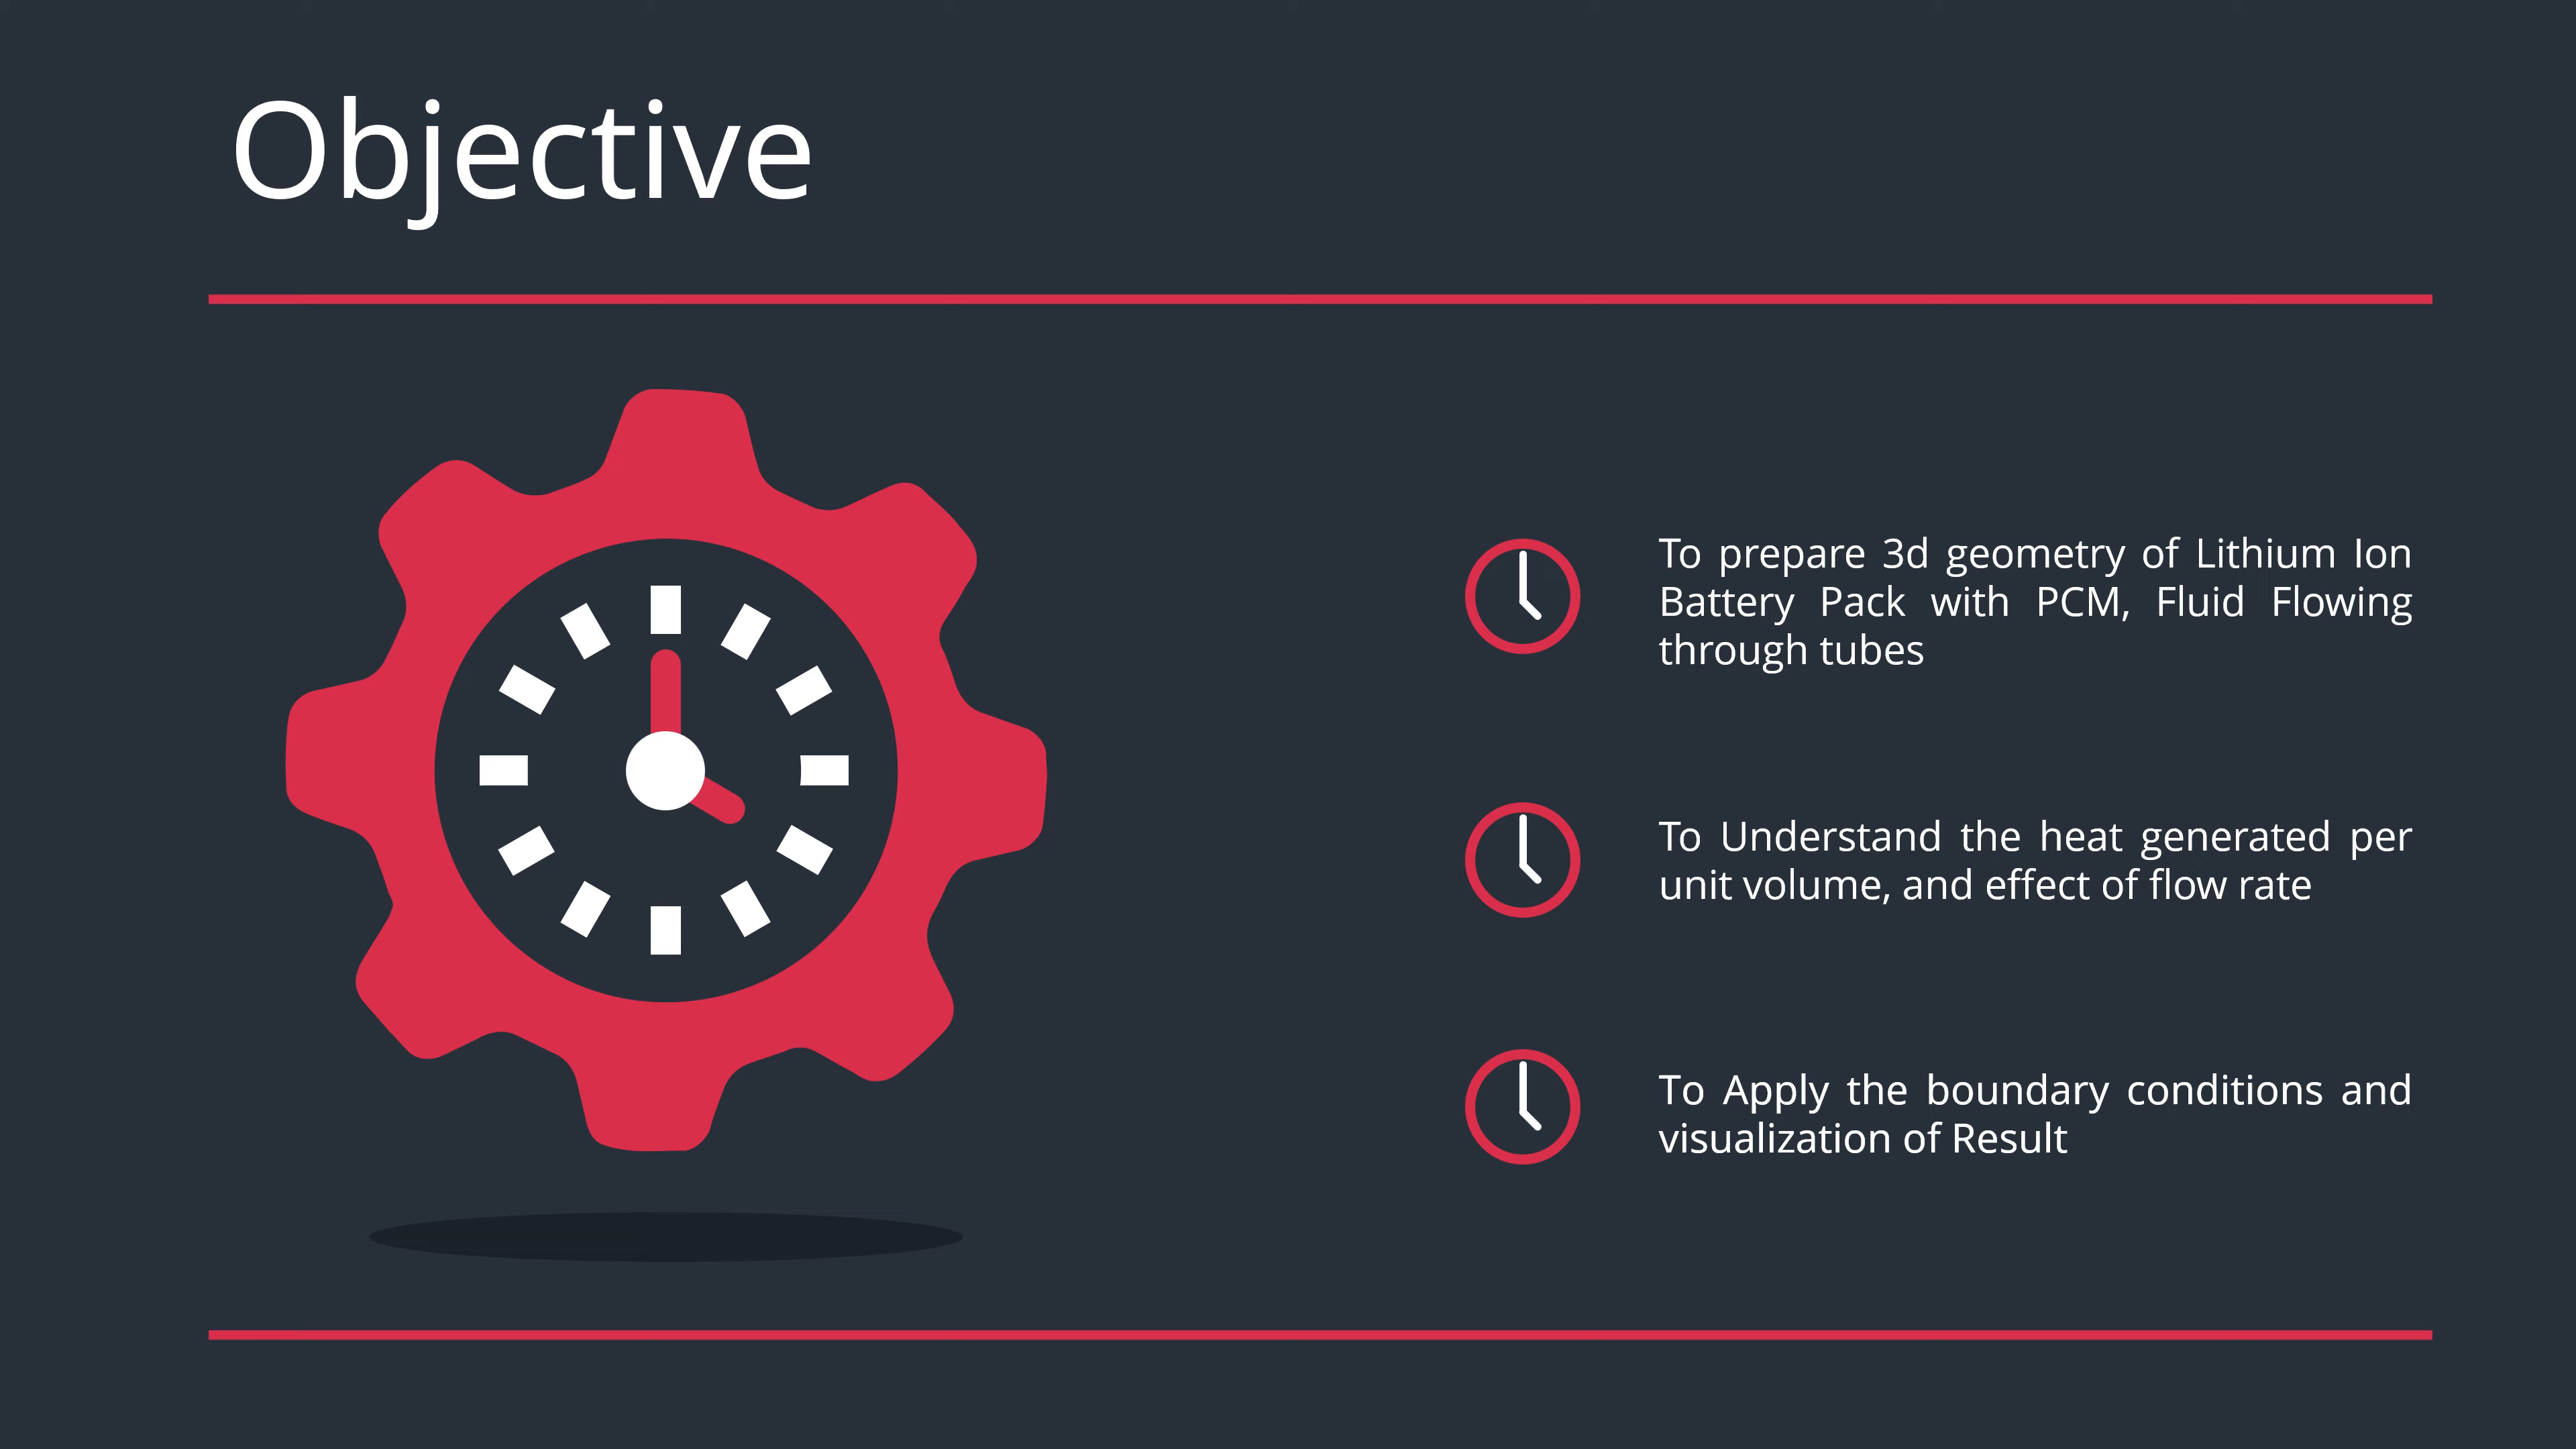 Objective
To prepare 3d geometry of Lithium Ion
Battery Pack with PCM, Fluid Flowing
through tubes
To Understand the heat generated per
unit volume, and effect of flow rate
To Apply the boundary conditions and
visualization of Result